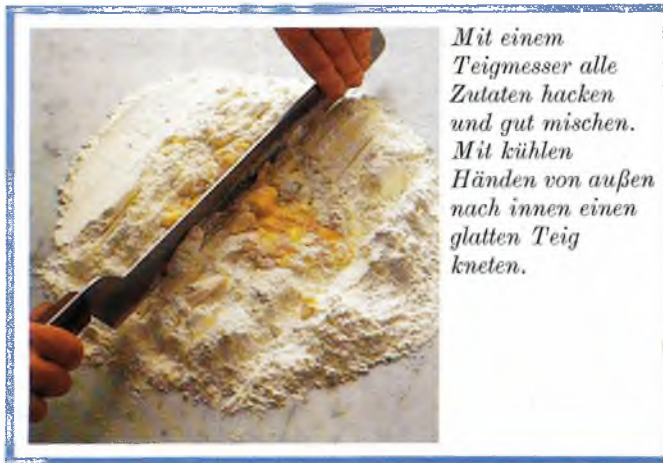 Mit einem
Teigmesser alle
Zutaten hacken
und gut mischen.
Mit kühlen
Händen von außen
nach innen einen
glatten Teig
kneten.